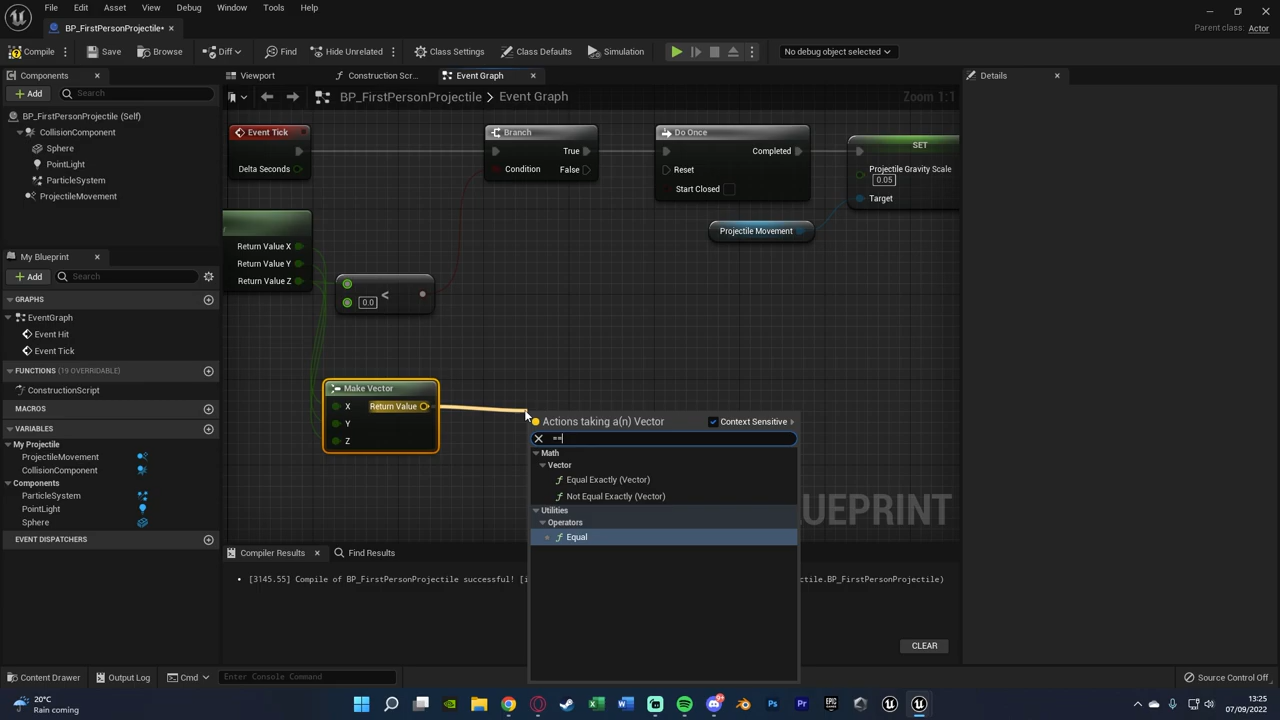 File Edit Asset View Debug Window Tools Help
BP_FirstPersonProjectile•
Parent class: Actor
Compile Save Browse Diff Find Hide Unrelated Class Settings Class Defaults Simulation No debug object selected
Components Viewport Construction Scr... Event Graph Details
Add Search
BP_FirstPersonProjectile > Event Graph Zoom 1:1
BP_FirstPersonProjectile (Self)
CollisionComponent
Sphere
PointLight
ParticleSystem
ProjectileMovement
Event Tick
Delta Seconds
Branch
True
Condition False
Do Once
Completed
Reset
Start Closed
SET
Projectile Gravity Scale
0.05
Target
Projectile Movement
Return Value X
Return Value Y
Return Value Z
0.0 <
Make Vector
X Return Value
Y
Z
Actions taking a(n) Vector Context Sensitive
==
Math
Vector
Equal Exactly (Vector)
Not Equal Exactly (Vector)
Utilities
Operators
Equal
My Blueprint
Add Search
GRAPHS
EventGraph
Event Hit
Event Tick
FUNCTIONS (19 OVERRIDABLE)
ConstructionScript
MACROS
VARIABLES
My Projectile
ProjectileMovement
CollisionComponent
Components
ParticleSystem
PointLight
Sphere
EVENT DISPATCHERS
UEPRINT
Compiler Results Find Results
[3145.55] Compile of BP_FirstPersonProjectile successful! [i
ctile.BP_FirstPersonProjectile)
CLEAR
Content Drawer Output Log Cmd Enter Console Command Source Control Off
20°C
Rain coming
13:25
07/09/2022